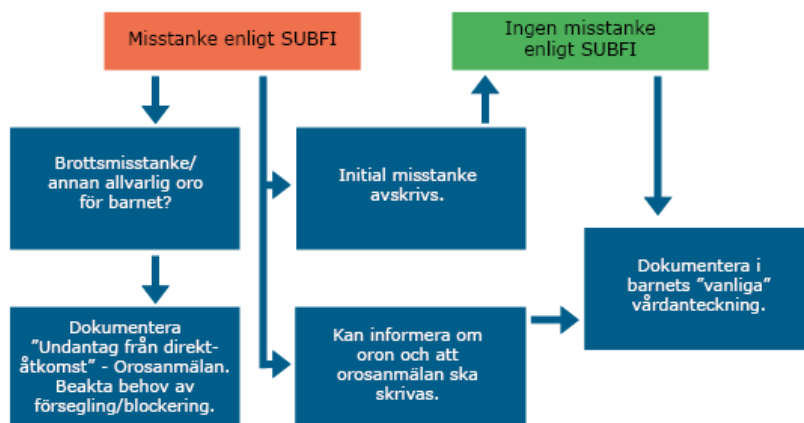 Misstanke enligt SUBFI
Ingen misstanke
enligt SUBFI
Brottsmisstanke/
annan allvarlig oro
för barnet?
Initial misstanke
avskrivs.
Dokumentera i
barnets ”vanliga”
vårdanteckning.
Dokumentera
”Undantag från direkt-
åtkomst” - Orosanmälan.
Beakta behov av
försegling/blockering.
Kan informera om
oron och att
orosanmälan ska
skrivas.